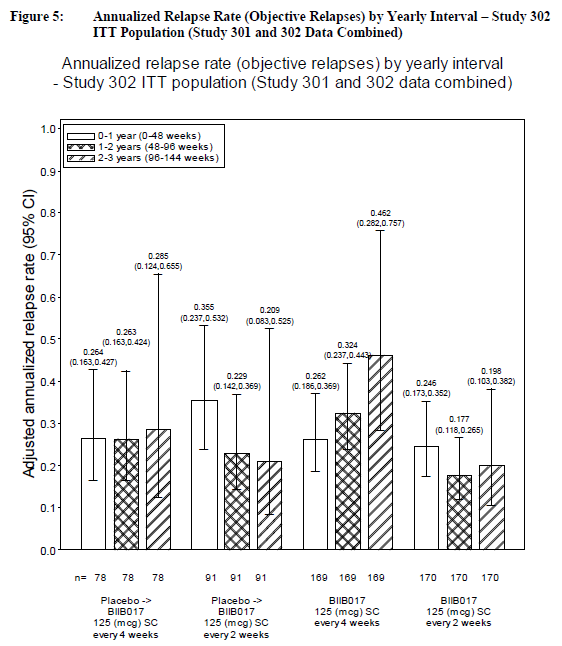 Figure 5: Annualized Relapse Rate (Objective Relapses) by Yearly Interval – Study 302
ITT Population (Study 301 and 302 Data Combined)
Annualized relapse rate (objective relapses) by yearly interval
- Study 302 ITT population (Study 301 and 302 data combined)
Adjusted annualized relapse rate (95% CI)
1.0
0.9
0.8
0.7
0.6
0.5
0.4
0.3
0.2
0.1
0.0
0-1 year (0-48 weeks)
1-2 years (48-96 weeks)
2-3 years (96-144 weeks)
0.264
(0.163,0.427)
0.263
(0.163,0.424)
0.285
(0.124,0.655)
0.355
(0.237,0.532)
0.229
(0.142,0.369)
0.209
(0.083,0.525)
0.262
(0.186,0.369)
0.324
(0.237,0.443)
0.462
(0.282,0.757)
0.246
(0.173,0.352)
0.177
(0.118,0.265)
0.198
(0.103,0.382)
n= 78 78 78 91 91 91 169 169 169 170 170 170
Placebo ->
BIIB017
125 (mcg) SC
every 4 weeks
Placebo ->
BIIB017
125 (mcg) SC
every 2 weeks
BIIB017
125 (mcg) SC
every 4 weeks
BIIB017
125 (mcg) SC
every 2 weeks